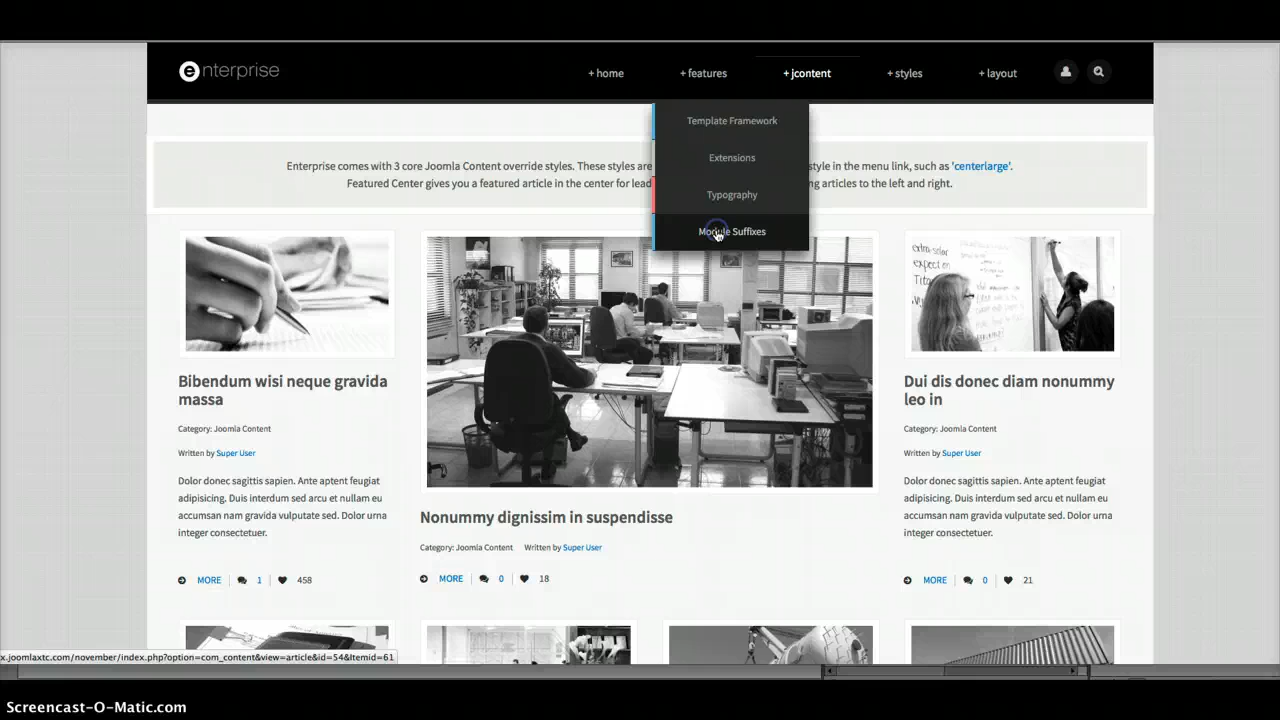 enterprise
+ home
+ features
+ jcontent
+ styles
+ layout
Template Framework
Extensions
Typography
Module Suffixes
Enterprise comes with 3 core Joomla Content override styles. These styles are
style in the menu link, such as 'centerlarge'.
Featured Center gives you a featured article in the center for lead
ng articles to the left and right.
extra-solar
expect on
Bibendum wisi neque gravida
massa
Category: Joomla Content
Written by Super User
Dolor donec sagittis sapien. Ante aptent feugiat
adipisicing. Duis interdum sed arcu et nullam eu
accumsan nam gravida vulputate sed. Dolor urna
integer consectetuer.
MORE
1
458
Nonummy dignissim in suspendisse
Category: Joomla Content
Written by Super User
MORE
0
18
Dui dis donec diam nonummy
leo in
Category: Joomla Content
Written by Super User
Dolor donec sagittis sapien. Ante aptent feugiat
adipisicing. Duis interdum sed arcu et nullam eu
accumsan nam gravida vulputate sed. Dolor urna
integer consectetuer.
MORE
0
21
x.joomlaxtc.com/november/index.php?option=com_content&view=article&id=54&Itemid=61
Screencast-O-Matic.com